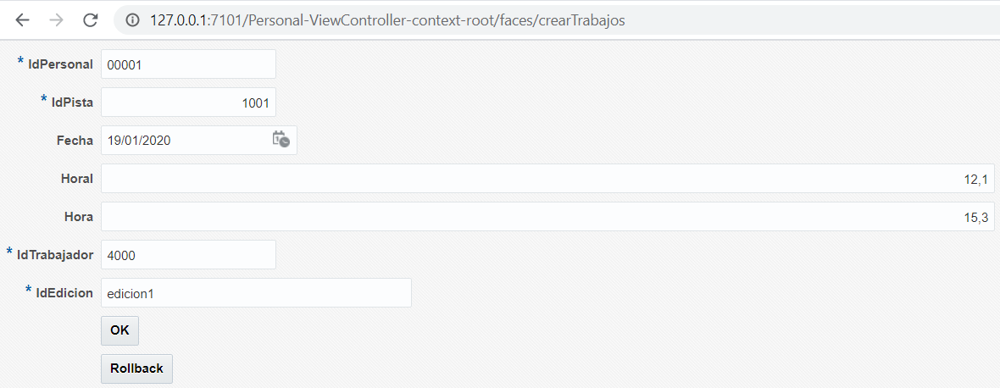 127.0.0.1:7101/Personal-ViewController-context-root/faces/crearTrabajos
* IdPersonal 00001
* IdPista 1001
Fecha 19/01/2020
HoraI 12,1
Hora 15,3
* IdTrabajador 4000
* IdEdicion edicion1
OK
Rollback